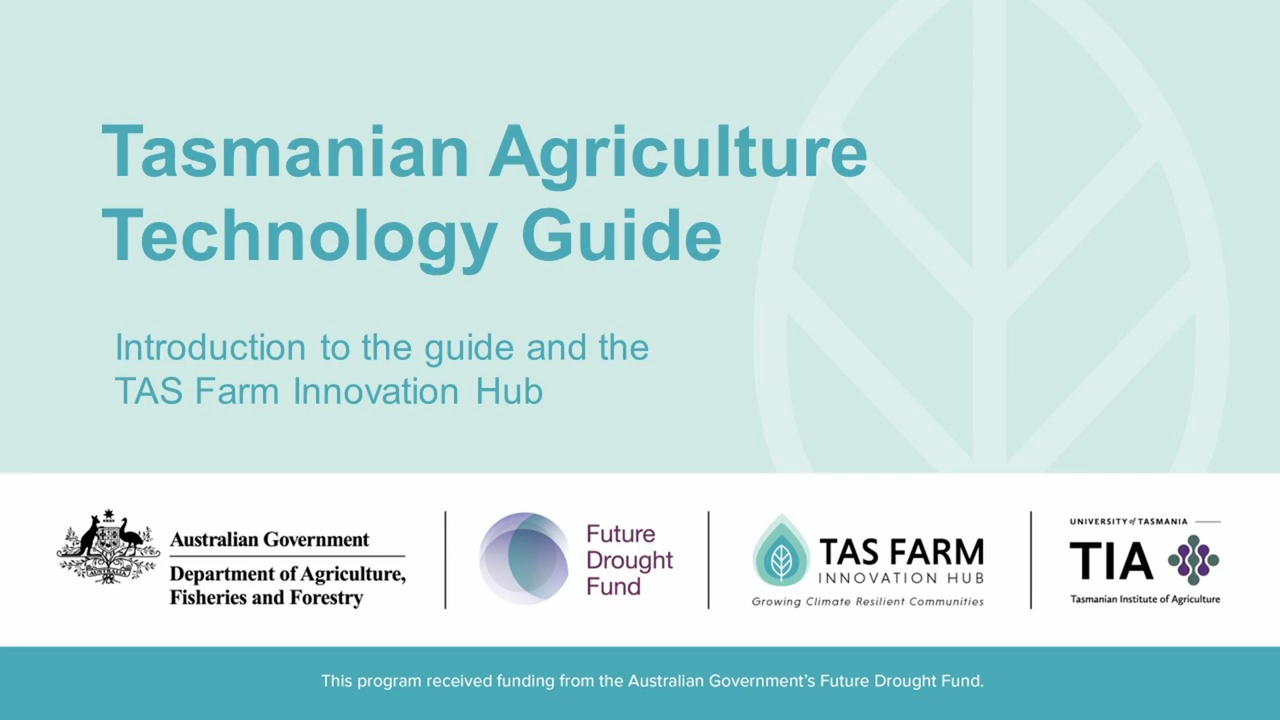 Tasmanian Agriculture
Technology Guide
Introduction to the guide and the
TAS Farm Innovation Hub
Australian Government
Department of Agriculture,
Fisheries and Forestry
AUSTRALIA
Future
Drought
Fund
TAS FARM
INNOVATION HUB
Growing Climate Resilient Communities
UNIVERSITY of TASMANIA
TIA
Tasmanian Institute of Agriculture
This program received funding from the Australian Government's Future Drought Fund.